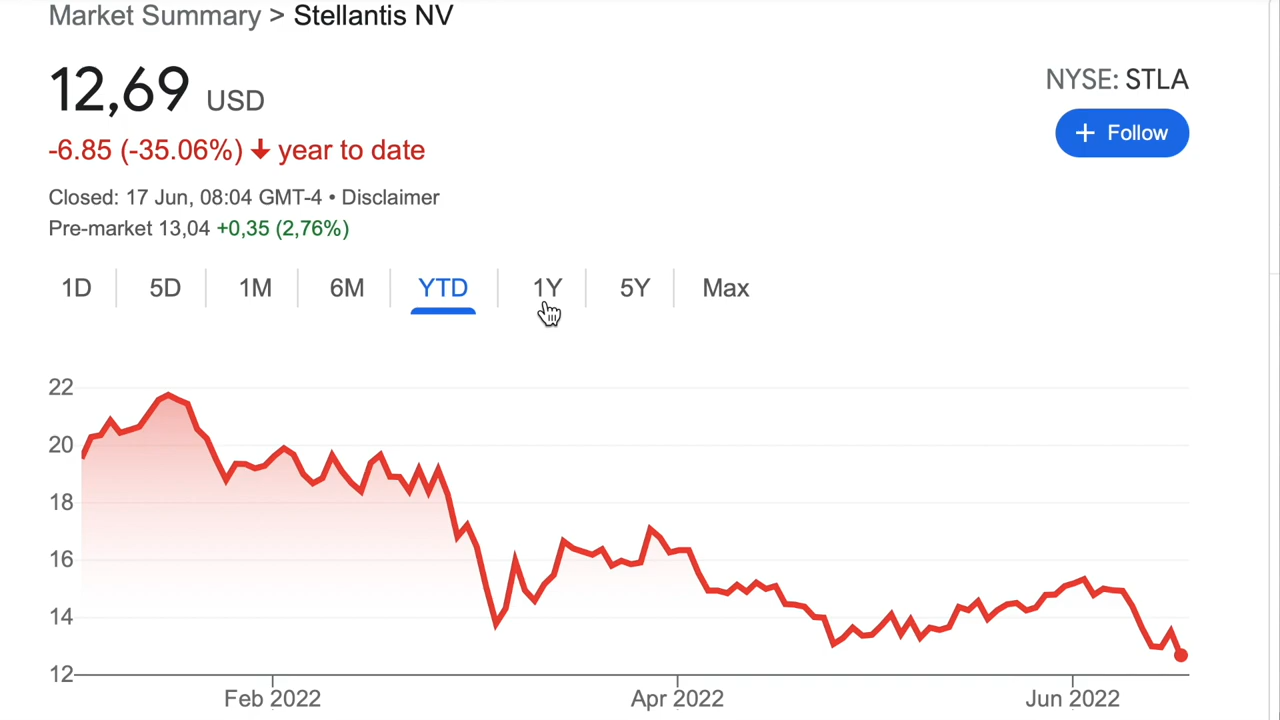 Market Summary > Stellantis NV
12,69 USD
NYSE: STLA
+ Follow
-6.85 (-35.06%) ↓ year to date
Closed: 17 Jun, 08:04 GMT-4 • Disclaimer
Pre-market 13,04 +0,35 (2,76%)
1D 5D 1M 6M YTD 1Y 5Y Max
22
20
18
16
14
12
Feb 2022 Apr 2022 Jun 2022